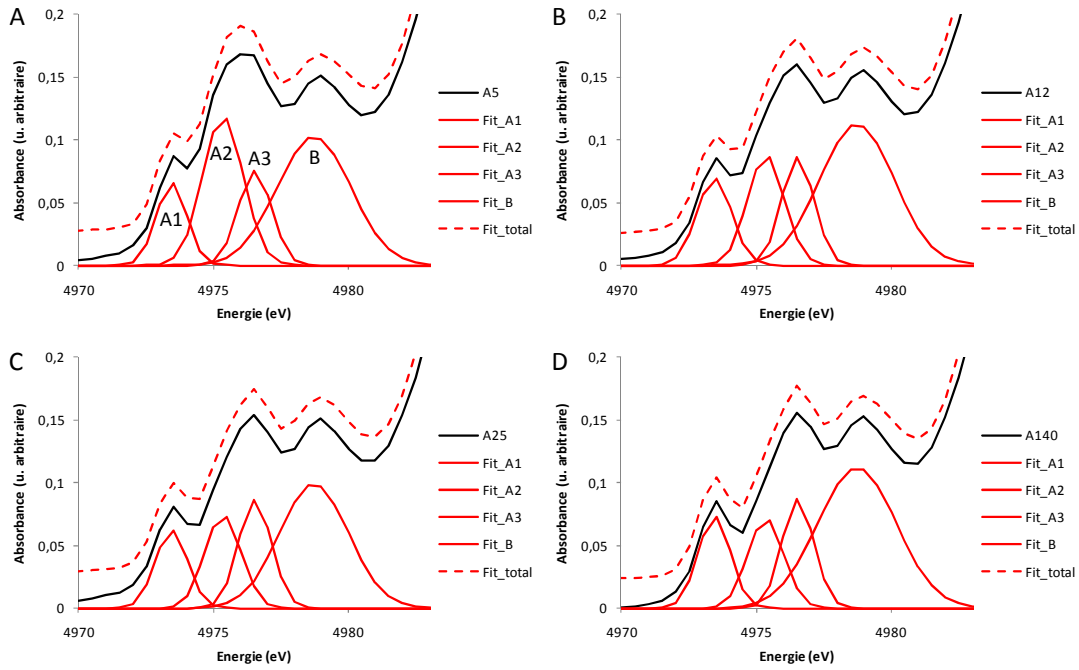 A
Absorbance (u. arbitraire)
0,2
0,15
0,1
0,05
0
4970
4975
4980
Energie (eV)
A1
A2
A3
B
A5
Fit_A1
Fit_A2
Fit_A3
Fit_B
Fit_total
B
Absorbance (u. arbitraire)
0,2
0,15
0,1
0,05
0
4970
4975
4980
Energie (eV)
A12
Fit_A1
Fit_A2
Fit_A3
Fit_B
Fit_total
C
Absorbance (u. arbitraire)
0,2
0,15
0,1
0,05
0
4970
4975
4980
Energie (eV)
A25
Fit_A1
Fit_A2
Fit_A3
Fit_B
Fit_total
D
Absorbance (u. arbitraire)
0,2
0,15
0,1
0,05
0
4970
4975
4980
Energie (eV)
A140
Fit_A1
Fit_A2
Fit_A3
Fit_B
Fit_total